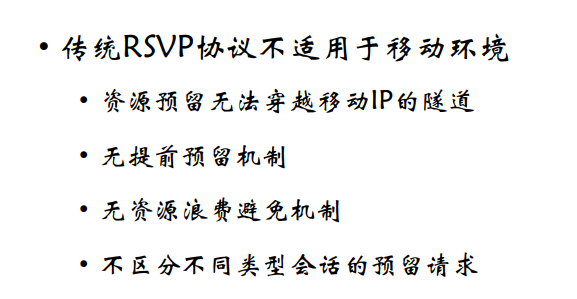 • 传统RSVP协议不适用于移动环境
• 资源预留无法穿越移动IP的隧道
• 无提前预留机制
• 无资源浪费避免机制
• 不区分不同类型会话的预留请求